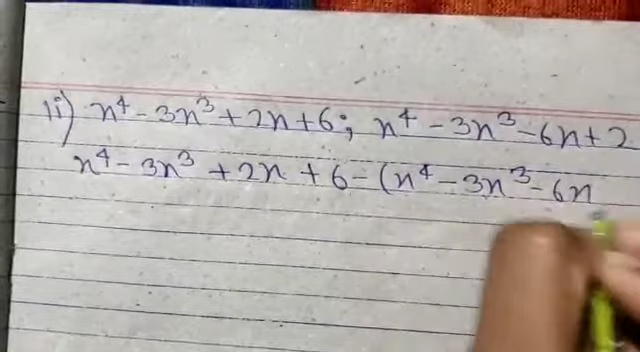 ii) x⁴ - 3x³ + 2x + 6; x⁴ - 3x³ - 6x + 2
x⁴ - 3x³ + 2x + 6 - (x⁴ - 3x³ - 6x